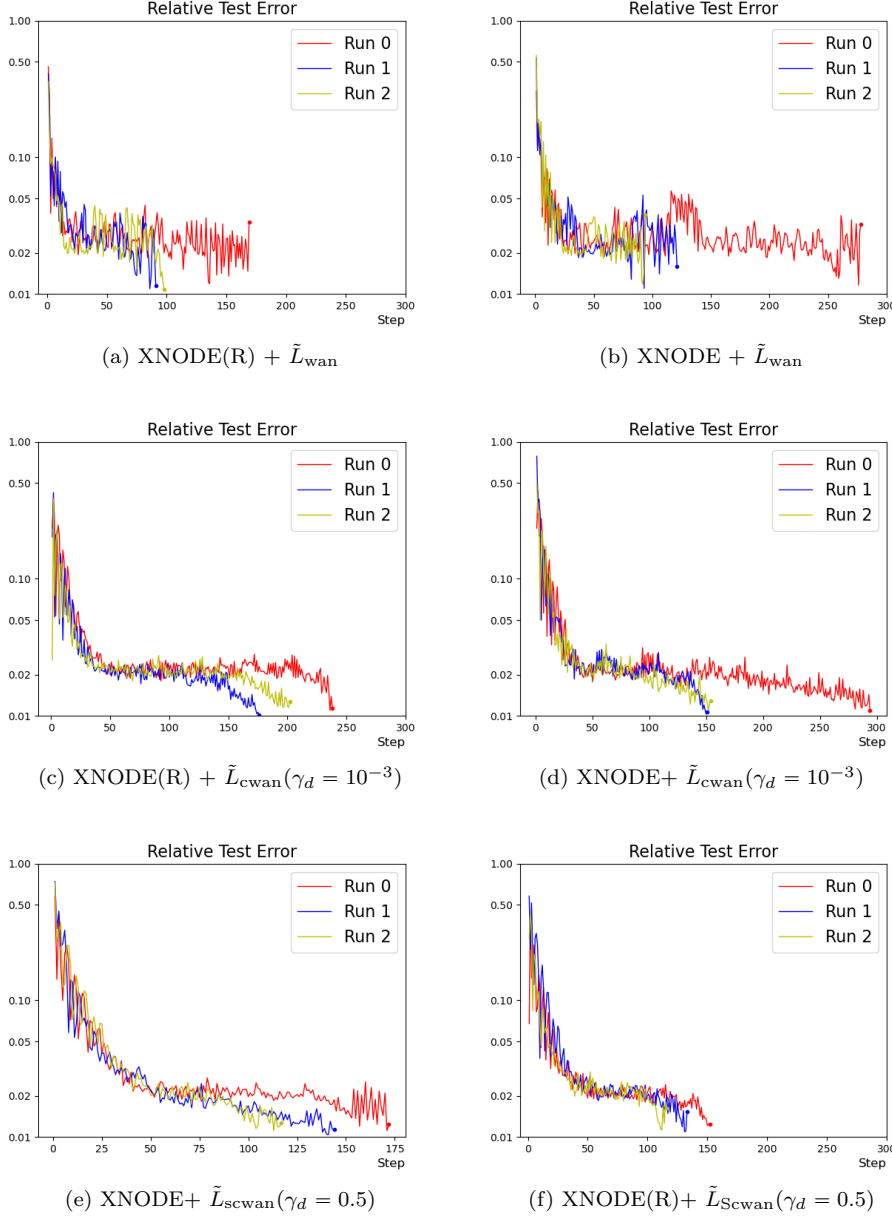 Relative Test Error
1.00
0.50
0.10
0.05
0.02
0.01
Run 0
Run 1
Run 2
0 50 100 150 200 250 300
Step
(a) XNODE(R) + L̃wan
Relative Test Error
1.00
0.50
0.10
0.05
0.02
0.01
Run 0
Run 1
Run 2
0 50 100 150 200 250 300
Step
(b) XNODE + L̃wan
Relative Test Error
1.00
0.50
0.10
0.05
0.02
0.01
Run 0
Run 1
Run 2
0 50 100 150 200 250 300
Step
(c) XNODE(R) + L̃cwan(γd = 10−3)
Relative Test Error
1.00
0.50
0.10
0.05
0.02
0.01
Run 0
Run 1
Run 2
0 50 100 150 200 250 300
Step
(d) XNODE+ L̃cwan(γd = 10−3)
Relative Test Error
1.00
0.50
0.10
0.05
0.02
0.01
Run 0
Run 1
Run 2
0 25 50 75 100 125 150 175
Step
(e) XNODE+ L̃scwan(γd = 0.5)
Relative Test Error
1.00
0.50
0.10
0.05
0.02
0.01
Run 0
Run 1
Run 2
0 50 100 150 200 250 300
Step
(f) XNODE(R)+ L̃Scwan(γd = 0.5)